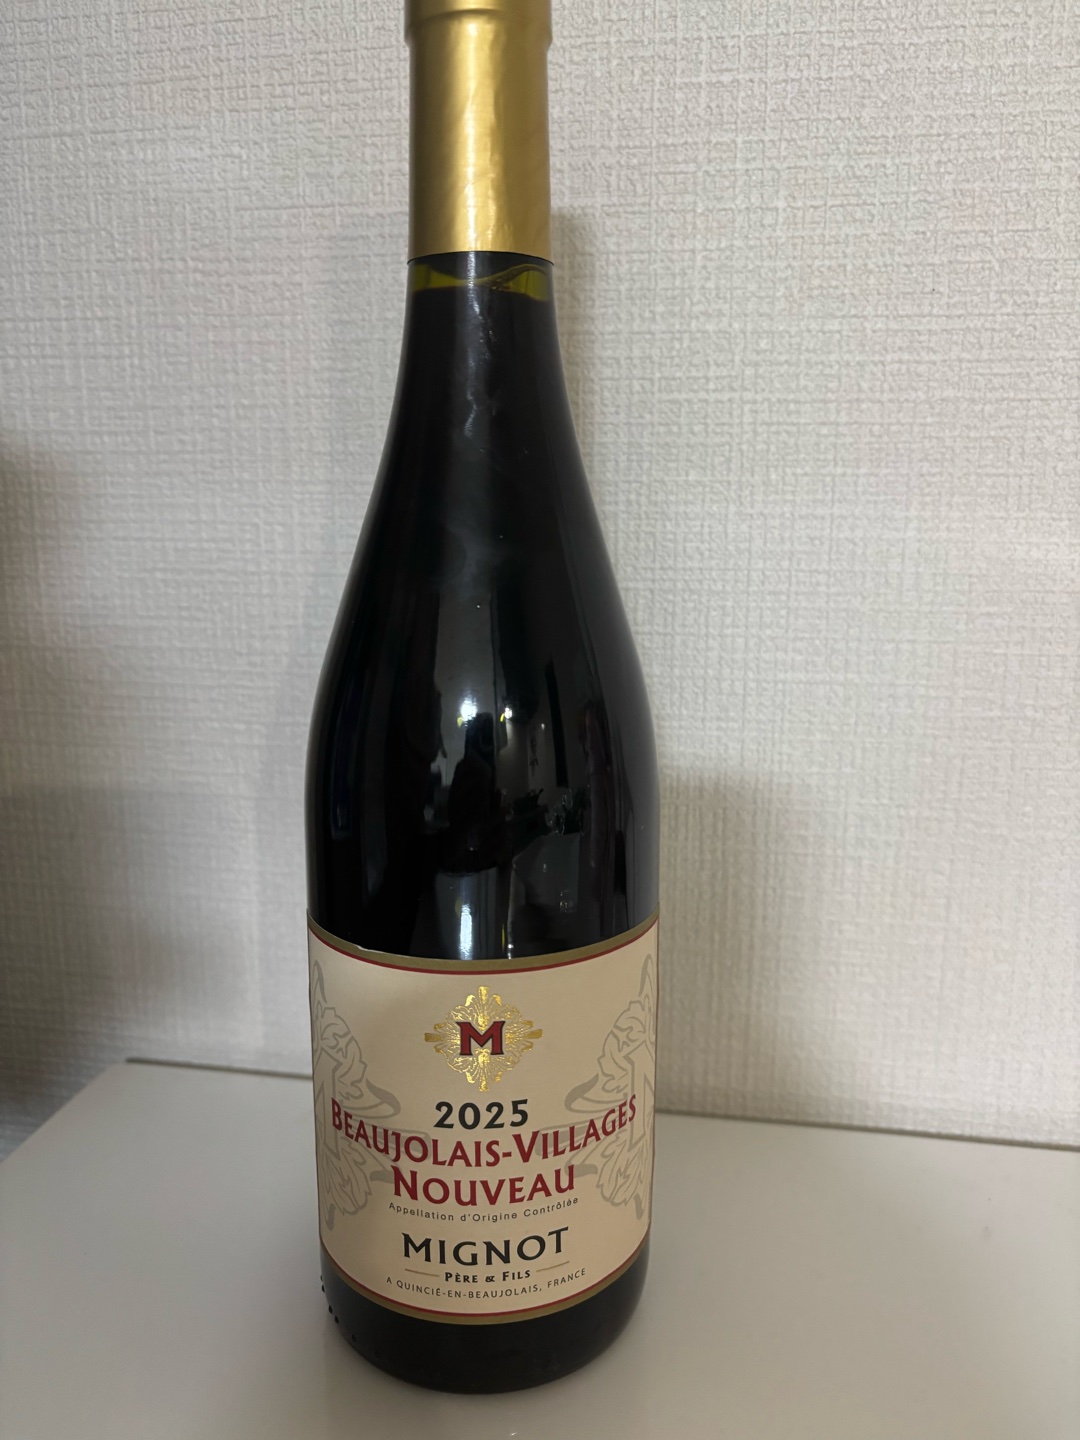 M
2025
BEAUJOLAIS-VILLAGES
NOUVEAU
Appellation d'Origine Contrôlée
MIGNOT
PÈRE & FILS
A QUINCIÉ-EN-BEAUJOLAIS, FRANCE